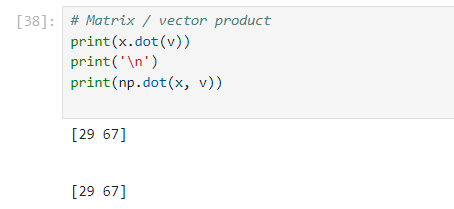 [38]: # Matrix / vector product
print(x.dot(v))
print('\n')
print(np.dot(x, v))
[29 67]
[29 67]